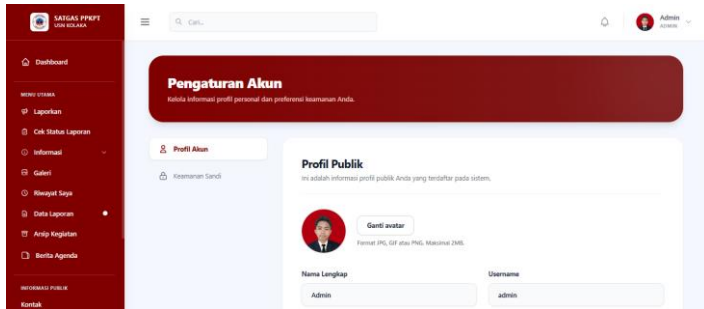 SATGAS PPKPT
USN KOLAKA
Cari...
Admin
ADMIN
Dashboard
MENU UTAMA
Laporkan
Cek Status Laporan
Informasi
Galeri
Riwayat Saya
Data Laporan
Arsip Kegiatan
Berita Agenda
INFORMASI PUBLIK
Kontak
Pengaturan Akun
Kelola informasi profil personal dan preferensi keamanan Anda.
Profil Akun
Keamanan Sandi
Profil Publik
Ini adalah informasi profil publik Anda yang terdaftar pada sistem.
Ganti avatar
Format JPG, GIF atau PNG. Maksimal 2MB.
Nama Lengkap
Username
Admin
admin